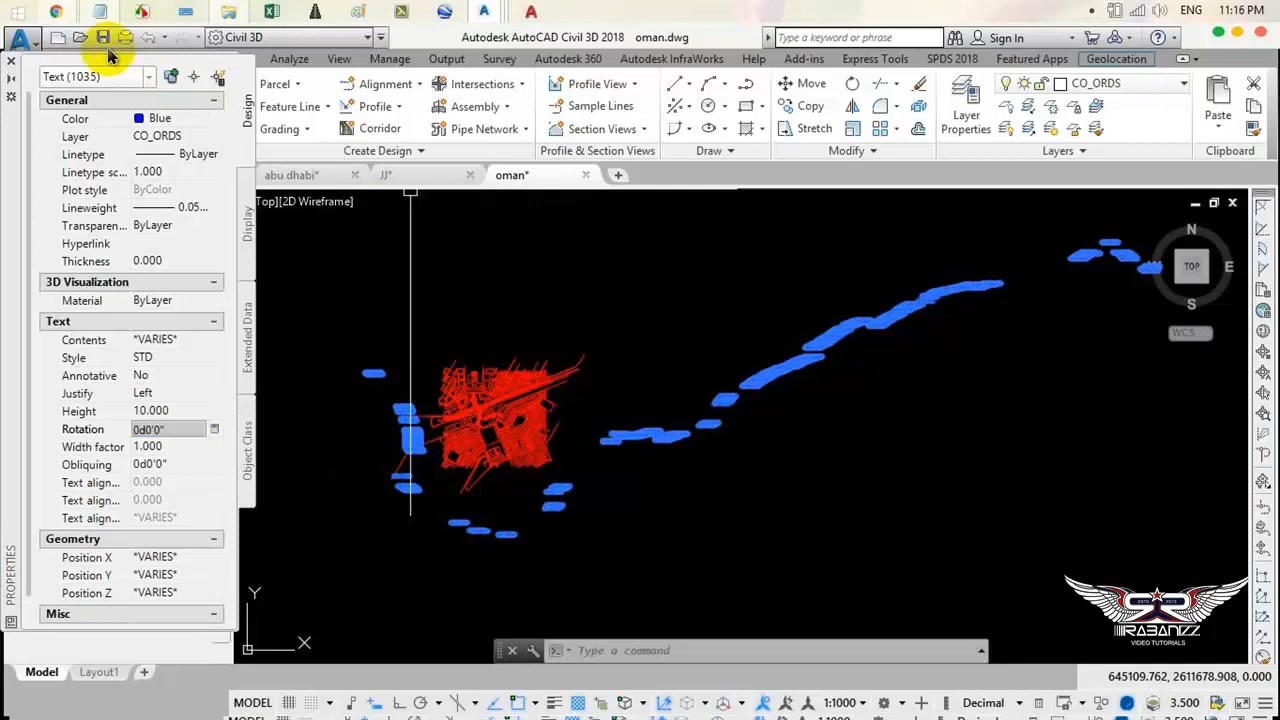 ENG
11:16 PM
Civil 3D
Autodesk AutoCAD Civil 3D 2018 oman.dwg
Type a keyword or phrase
Sign In
Analyze View Manage Output Survey Autodesk 360 Autodesk InfraWorks Help Add-ins Express Tools SPDS 2018 Featured Apps Geolocation
Text (1035)
General
Color Blue
Layer CO_ORDS
Linetype ByLayer
Linetype sc... 1.000
Plot style ByColor
Lineweight 0.05...
Transparen... ByLayer
Hyperlink
Thickness 0.000
3D Visualization
Material ByLayer
Text
Contents *VARIES*
Style STD
Annotative No
Justify Left
Height 10.000
Rotation 0d0'0"
Width factor 1.000
Obliquing 0d0'0"
Text align... 0.000
Text align... 0.000
Text align... *VARIES*
Geometry
Position X *VARIES*
Position Y *VARIES*
Position Z *VARIES*
Misc
PROPERTIES
Design
Display
Extended Data
Object Class
Parcel
Feature Line
Grading
Alignment
Profile
Corridor
Intersections
Assembly
Pipe Network
Create Design
Profile View
Sample Lines
Section Views
Profile & Section Views
Draw
Move
Copy
Stretch
Modify
Layer
Properties
CO_ORDS
Layers
Paste
Clipboard
abu dhabi*
JJ*
oman*
Top][2D Wireframe]
N
W
TOP
E
S
WCS
Y
X
RABANIZZ
VIDEO TUTORIALS
Type a command
Model
Layout1
645109.762, 2611678.908, 0.000
MODEL
1:1000
Decimal
3.500